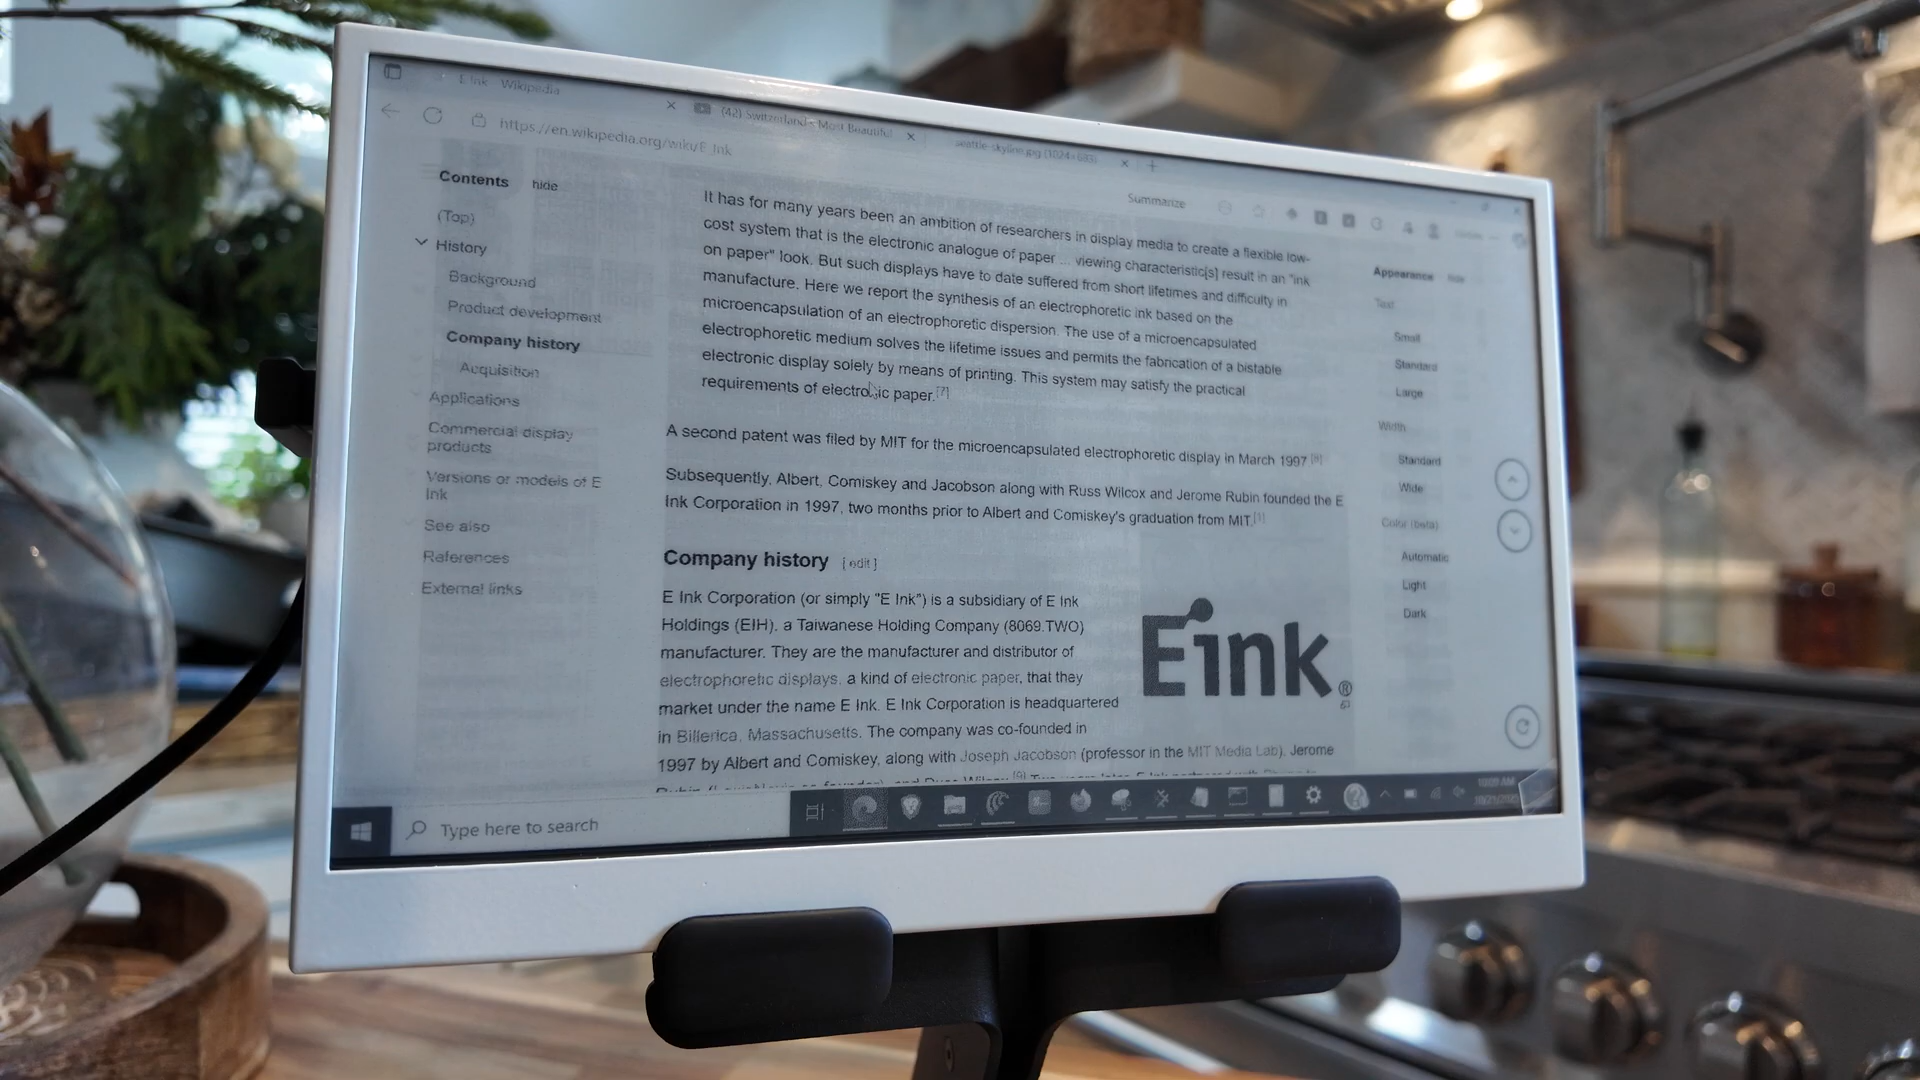 E Ink - Wikipedia
(42) Switzerland - Most Beautiful
seattle-skyline.jpg (1024×683)
https://en.wikipedia.org/wiki/E_Ink
Summarize
Contents hide
(Top)
History
Background
Product development
Company history
Acquisition
Applications
Commercial display
products
Versions or models of E
Ink
See also
References
External links
It has for many years been an ambition of researchers in display media to create a flexible low-
cost system that is the electronic analogue of paper ... viewing characteristic[s] result in an "ink
on paper" look. But such displays have to date suffered from short lifetimes and difficulty in
manufacture. Here we report the synthesis of an electrophoretic ink based on the
microencapsulation of an electrophoretic dispersion. The use of a microencapsulated
electrophoretic medium solves the lifetime issues and permits the fabrication of a bistable
electronic display solely by means of printing. This system may satisfy the practical
requirements of electronic paper.[7]
A second patent was filed by MIT for the microencapsulated electrophoretic display in March 1997.[8]
Subsequently, Albert, Comiskey and Jacobson along with Russ Wilcox and Jerome Rubin founded the E
Ink Corporation in 1997, two months prior to Albert and Comiskey's graduation from MIT.[1]
Company history [edit]
E Ink Corporation (or simply "E Ink") is a subsidiary of E Ink
Holdings (EIH), a Taiwanese Holding Company (8069.TWO)
manufacturer. They are the manufacturer and distributor of
electrophoretic displays, a kind of electronic paper, that they
market under the name E Ink. E Ink Corporation is headquartered
in Billerica, Massachusetts. The company was co-founded in
1997 by Albert and Comiskey, along with Joseph Jacobson (professor in the MIT Media Lab), Jerome
Eink®
Appearance hide
Text
Small
Standard
Large
Width
Standard
Wide
Color (beta)
Automatic
Light
Dark
Type here to search